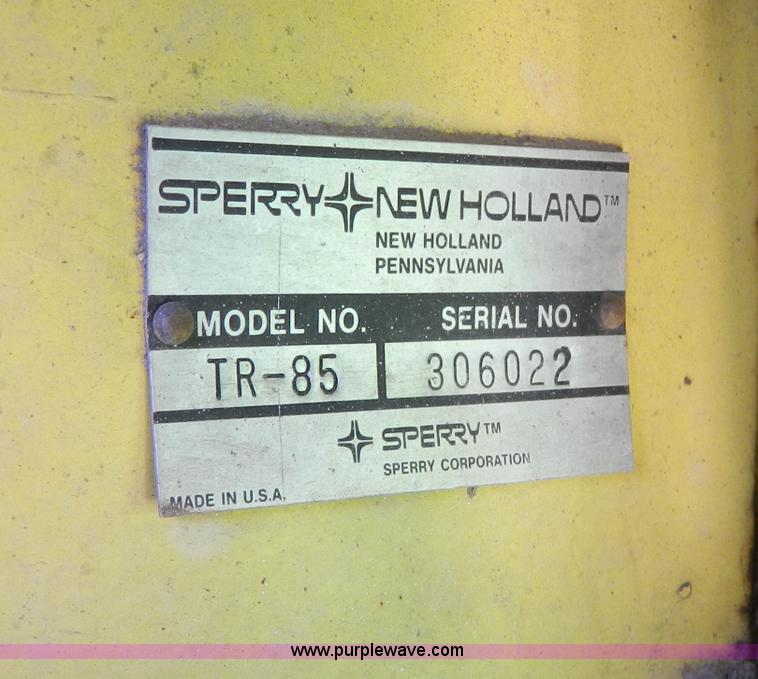 SPERRY NEW HOLLAND™
NEW HOLLAND
PENNSYLVANIA
MODEL NO. SERIAL NO.
TR-85 306022
SPERRY™
SPERRY CORPORATION
MADE IN U.S.A.
www.purplewave.com